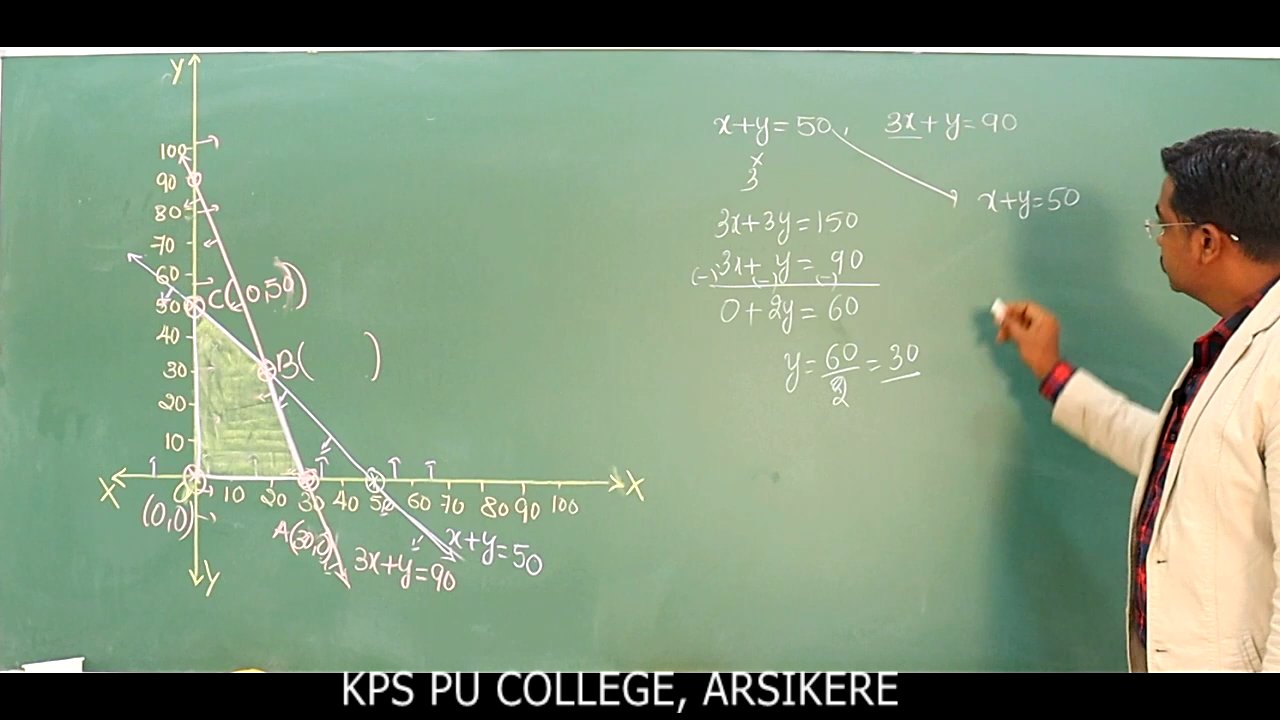 Y
100
90
80
70
60
50
40
30
20
10
C(0,50)
B( )
X
0
10 20 30 40 50 60 70 80 90 100
X
(0,0)
A(30,0)
3x+y=90
x+y=50
Y
x+y=50, 3x+y=90
×
3
x+y=50
3x+3y=150
(-)3x+(-)y=(-)90
0+2y=60
y=60/2=30
KPS PU COLLEGE, ARSIKERE